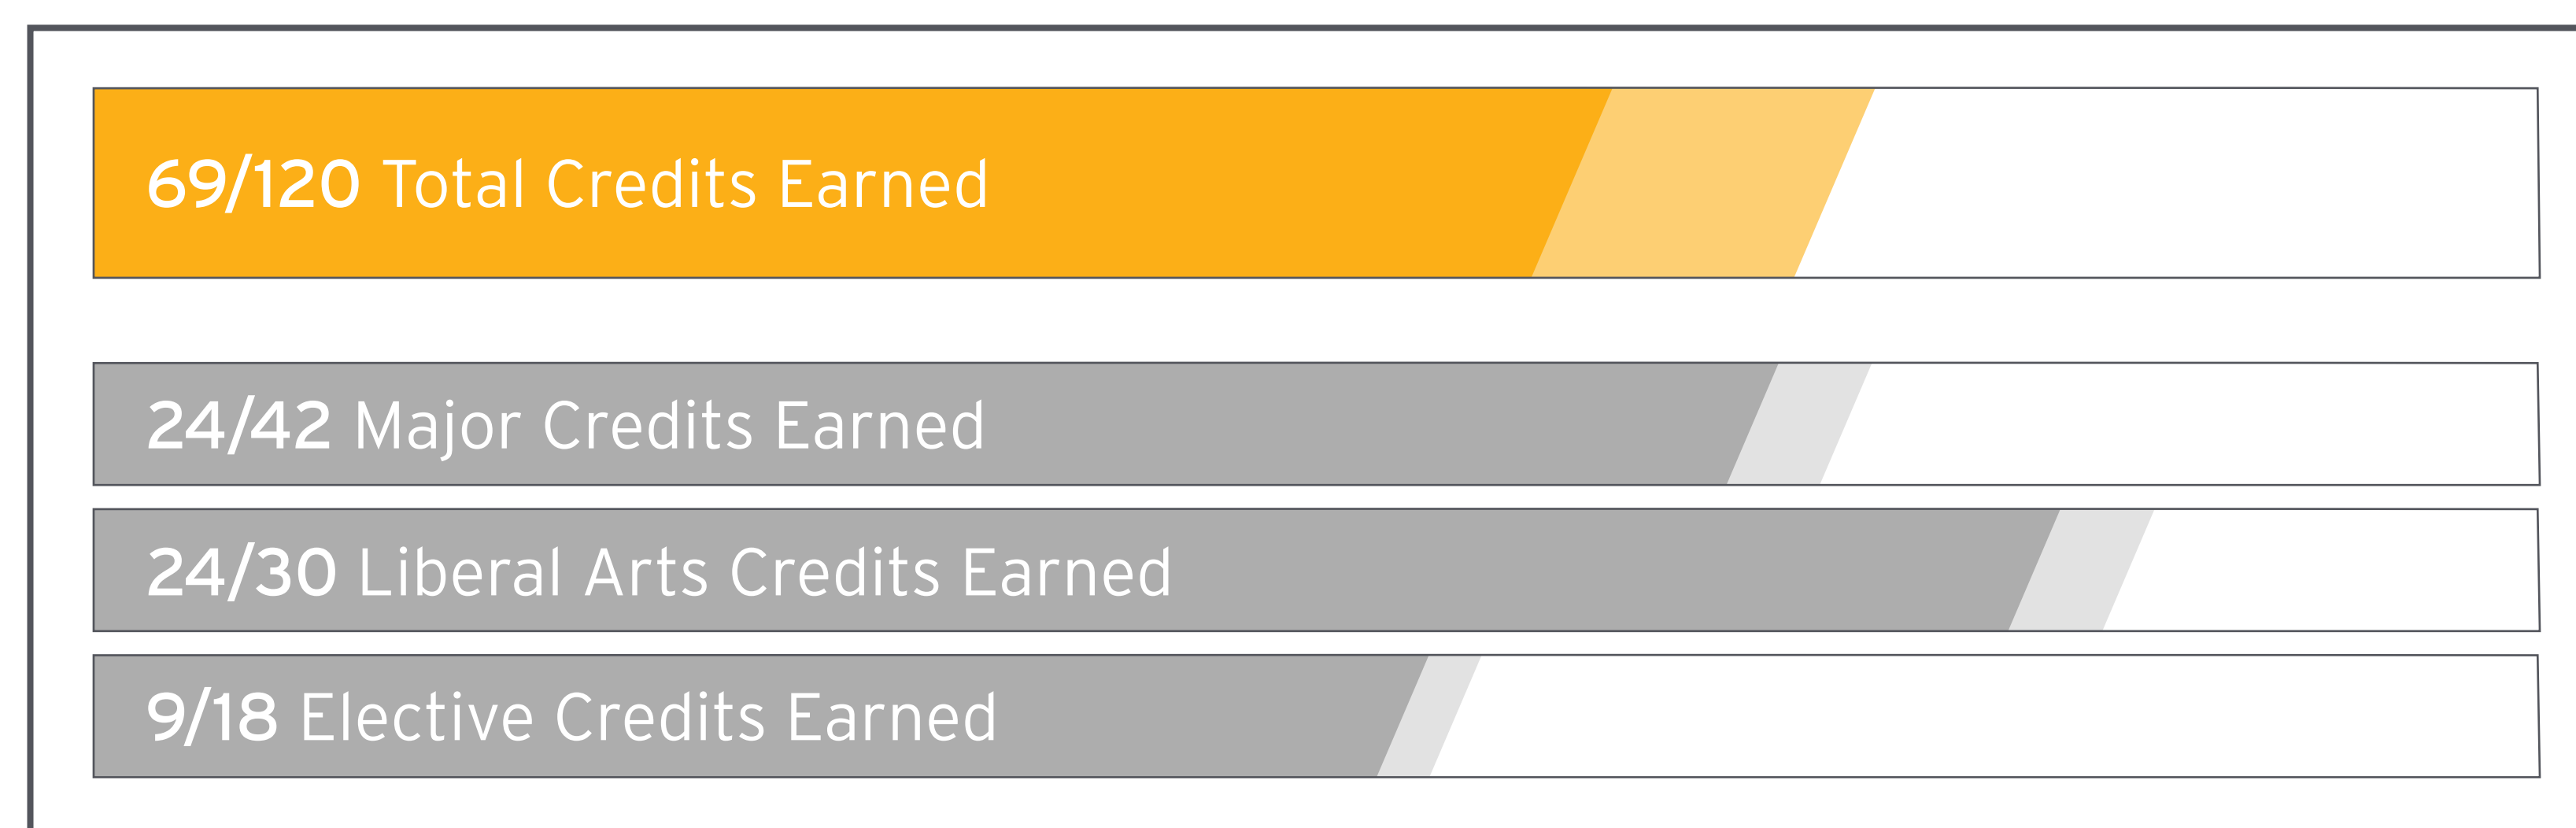 69/120 Total Credits Earned
24/42 Major Credits Earned
24/30 Liberal Arts Credits Earned
9/18 Elective Credits Earned